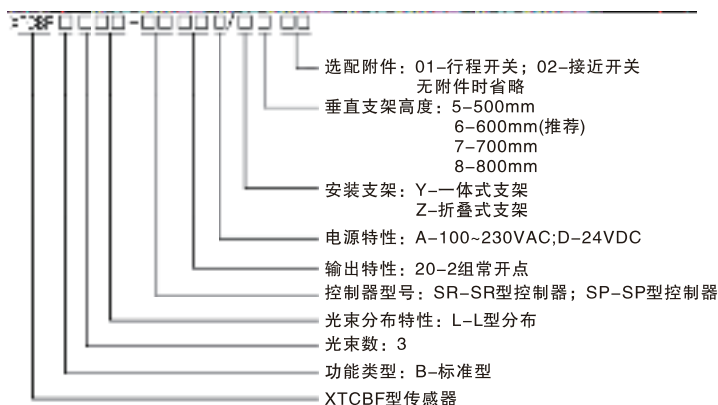 选配附件：01-行程开关；02-接近开关
无附件时省略
垂直支架高度：5-500mm
6-600mm(推荐)
7-700mm
8-800mm
安装支架：Y-一体式支架
Z-折叠式支架
电源特性：A-100~230VAC;D-24VDC
输出特性：20-2组常开点
控制器型号：SR-SR型控制器；SP-SP型控制器
光束分布特性：L-L型分布
光束数：3
功能类型：B-标准型
XTCBF型传感器